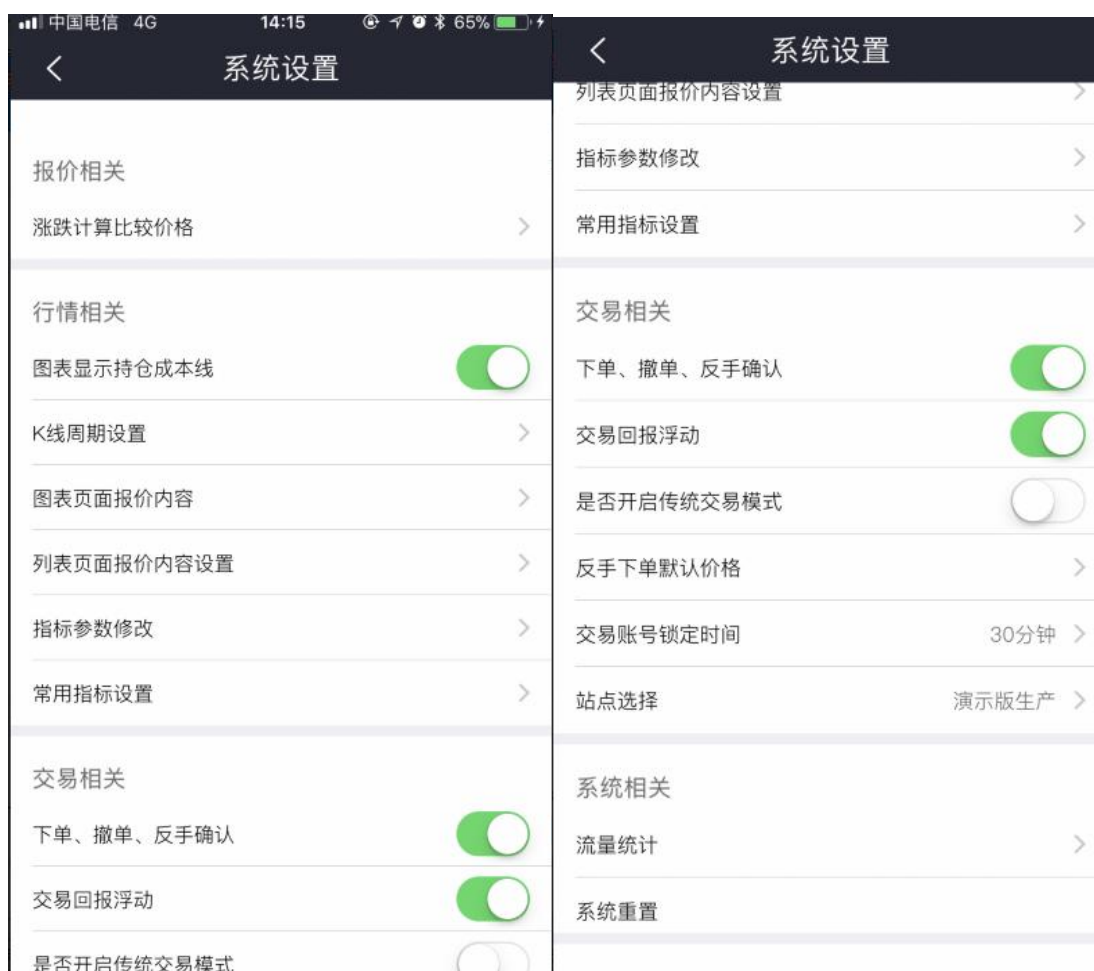 中国电信 4G 14:15 65%
系统设置
报价相关
涨跌计算比较价格
行情相关
图表显示持仓成本线
K线周期设置
图表页面报价内容
列表页面报价内容设置
指标参数修改
常用指标设置
交易相关
下单、撤单、反手确认
交易回报浮动
是否开启传统交易模式
系统设置
列表页面报价内容设置
指标参数修改
常用指标设置
交易相关
下单、撤单、反手确认
交易回报浮动
是否开启传统交易模式
反手下单默认价格
交易账号锁定时间 30分钟
站点选择 演示版生产
系统相关
流量统计
系统重置